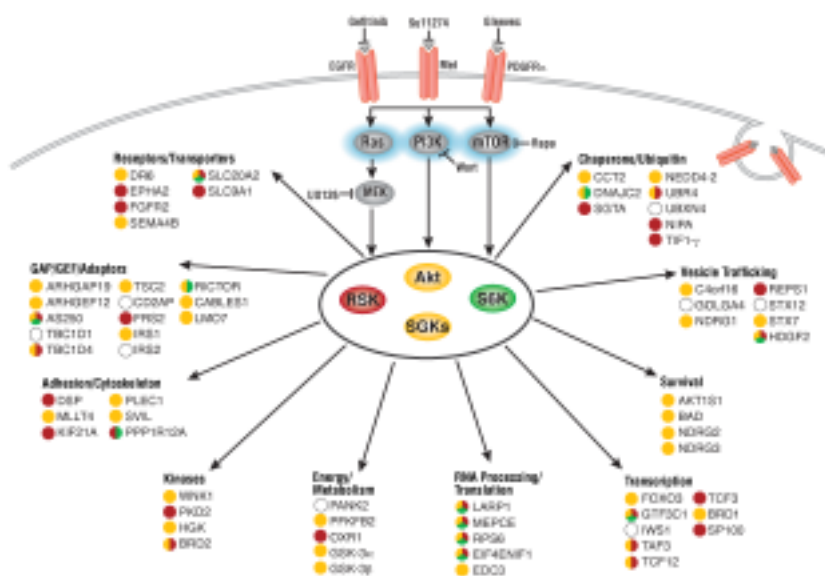 Gefitinib Su11274 Gleevec
EGFR Met PDGFRα
Ras PI3K mTOR Rapa
Wort
U0126 MEK
Akt
RSK S6K
SGKs
Receptors/Transporters
DR6 SLC20A2
EPHA2 SLC9A1
FGFR2
SEMA4B
GAP/GEF/Adaptors
ARHGAP19 TSC2 RICTOR
ARHGEF12 CD2AP CABLES1
AS250 FRS2 LMO7
TBC1D1 IRS1
TBC1D4 IRS2
Adhesion/Cytoskeleton
DSP PLEC1
MLLT4 SVIL
KIF21A PPP1R12A
Kinases
WNK1
PKD2
HGK
BRD2
Energy/
Metabolism
PANK2
PFKFB2
OXR1
GSK-3α
GSK-3β
RNA Processing/
Translation
LARP1
MEPCE
RPS6
EIF4ENIF1
EDC3
Transcription
FOXO3 TCF3
GTF3C1 BRD1
IWS1 SP100
TAF3
TCF12
Survival
AKT1S1
BAD
NDRG2
NDRG3
Vesicle Trafficking
C4orf16 REPS1
GOLGA4 STX12
NDRG1 STX7
HDGF2
Chaperone/Ubiquitin
CCT2 NEDD4-2
DNAJC2 UBR4
SGTA UBXN4
NIPA
TIF1-γ